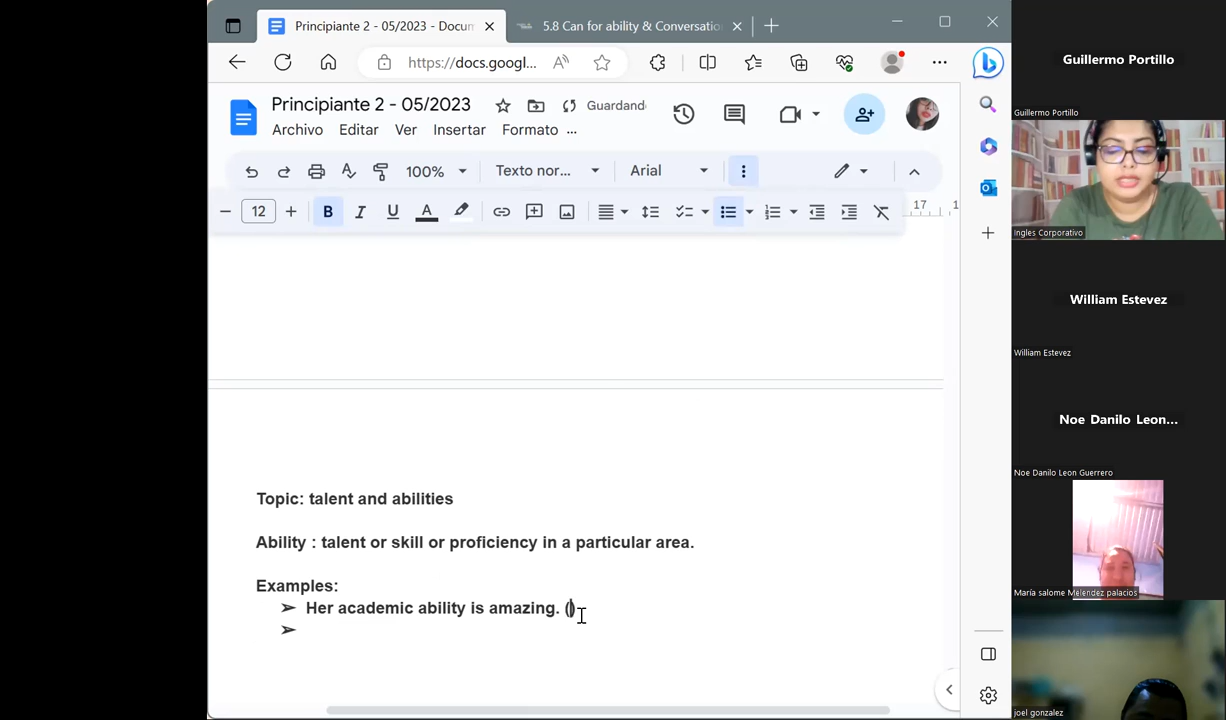 Principiante 2 - 05/2023 - Docum
5.8 Can for ability & Conversatio
https://docs.googl...
Principiante 2 - 05/2023
Guardand
Archivo Editar Ver Insertar Formato ...
100% Texto nor... Arial
12 B I U A
17 1
Topic: talent and abilities
Ability : talent or skill or proficiency in a particular area.
Examples:
➢ Her academic ability is amazing. ()
➢
Guillermo Portillo
Guillermo Portillo
Ingles Corporativo
William Estevez
William Estevez
Noe Danilo Leon...
Noe Danilo Leon Guerrero
María salome Melendez palacios
joel gonzalez